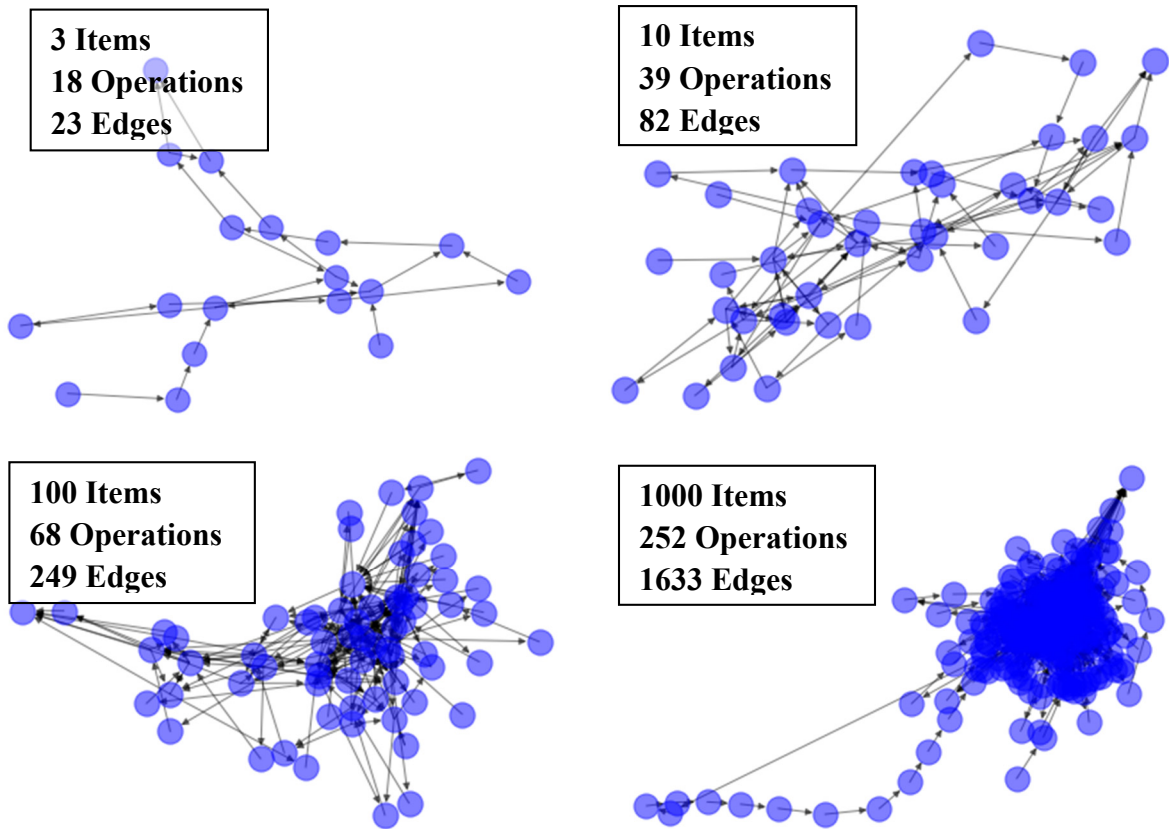 3 Items
18 Operations
23 Edges
10 Items
39 Operations
82 Edges
100 Items
68 Operations
249 Edges
1000 Items
252 Operations
1633 Edges